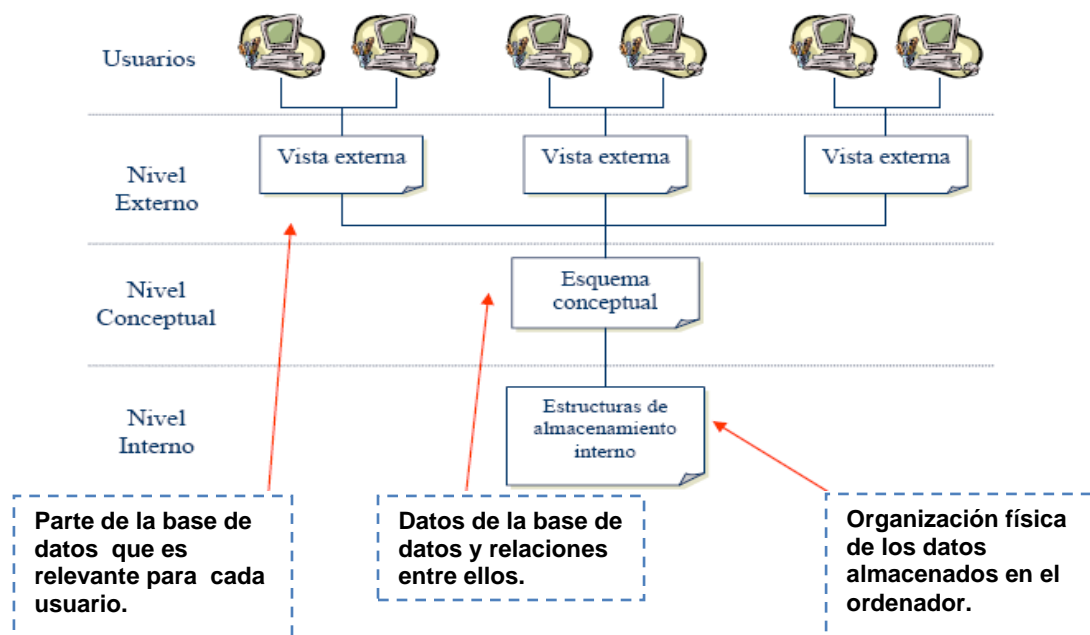 Usuarios
Nivel
Externo
Vista externa
Vista externa
Vista externa
Nivel
Conceptual
Esquema
conceptual
Nivel
Interno
Estructuras de
almacenamiento
interno
Parte de la base de
datos que es
relevante para cada
usuario.
Datos de la base de
datos y relaciones
entre ellos.
Organización física
de los datos
almacenados en el
ordenador.